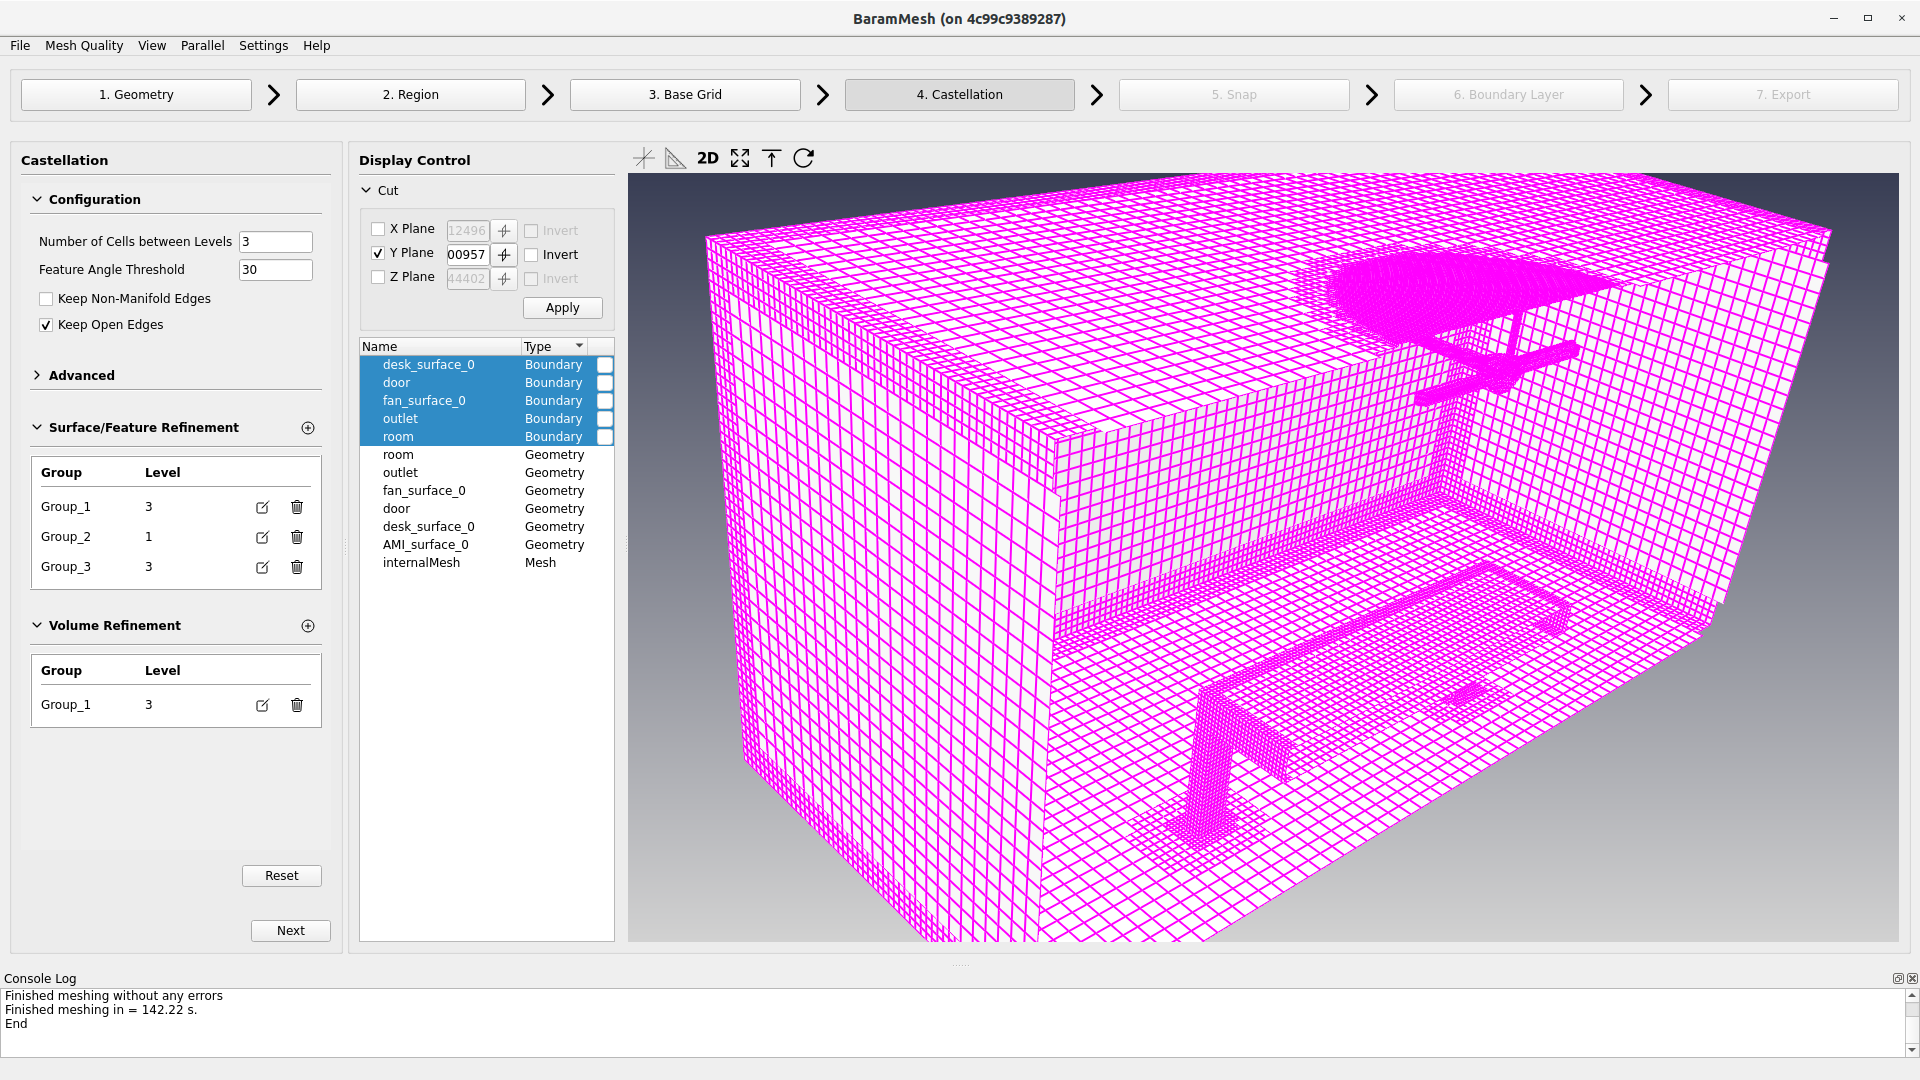 BaramMesh (on 4c99c9389287)
File Mesh Quality View Parallel Settings Help
1. Geometry 2. Region 3. Base Grid 4. Castellation 5. Snap 6. Boundary Layer 7. Export
Castellation
Configuration
Number of Cells between Levels 3
Feature Angle Threshold 30
Keep Non-Manifold Edges
Keep Open Edges
Advanced
Surface/Feature Refinement
Group Level
Group_1 3
Group_2 1
Group_3 3
Volume Refinement
Group Level
Group_1 3
Reset
Next
Display Control
Cut
X Plane 12496 Invert
Y Plane 00957 Invert
Z Plane 44402 Invert
Apply
Name Type
desk_surface_0 Boundary
door Boundary
fan_surface_0 Boundary
outlet Boundary
room Boundary
room Geometry
outlet Geometry
fan_surface_0 Geometry
door Geometry
desk_surface_0 Geometry
AMI_surface_0 Geometry
internalMesh Mesh
2D
Console Log
Finished meshing without any errors
Finished meshing in = 142.22 s.
End